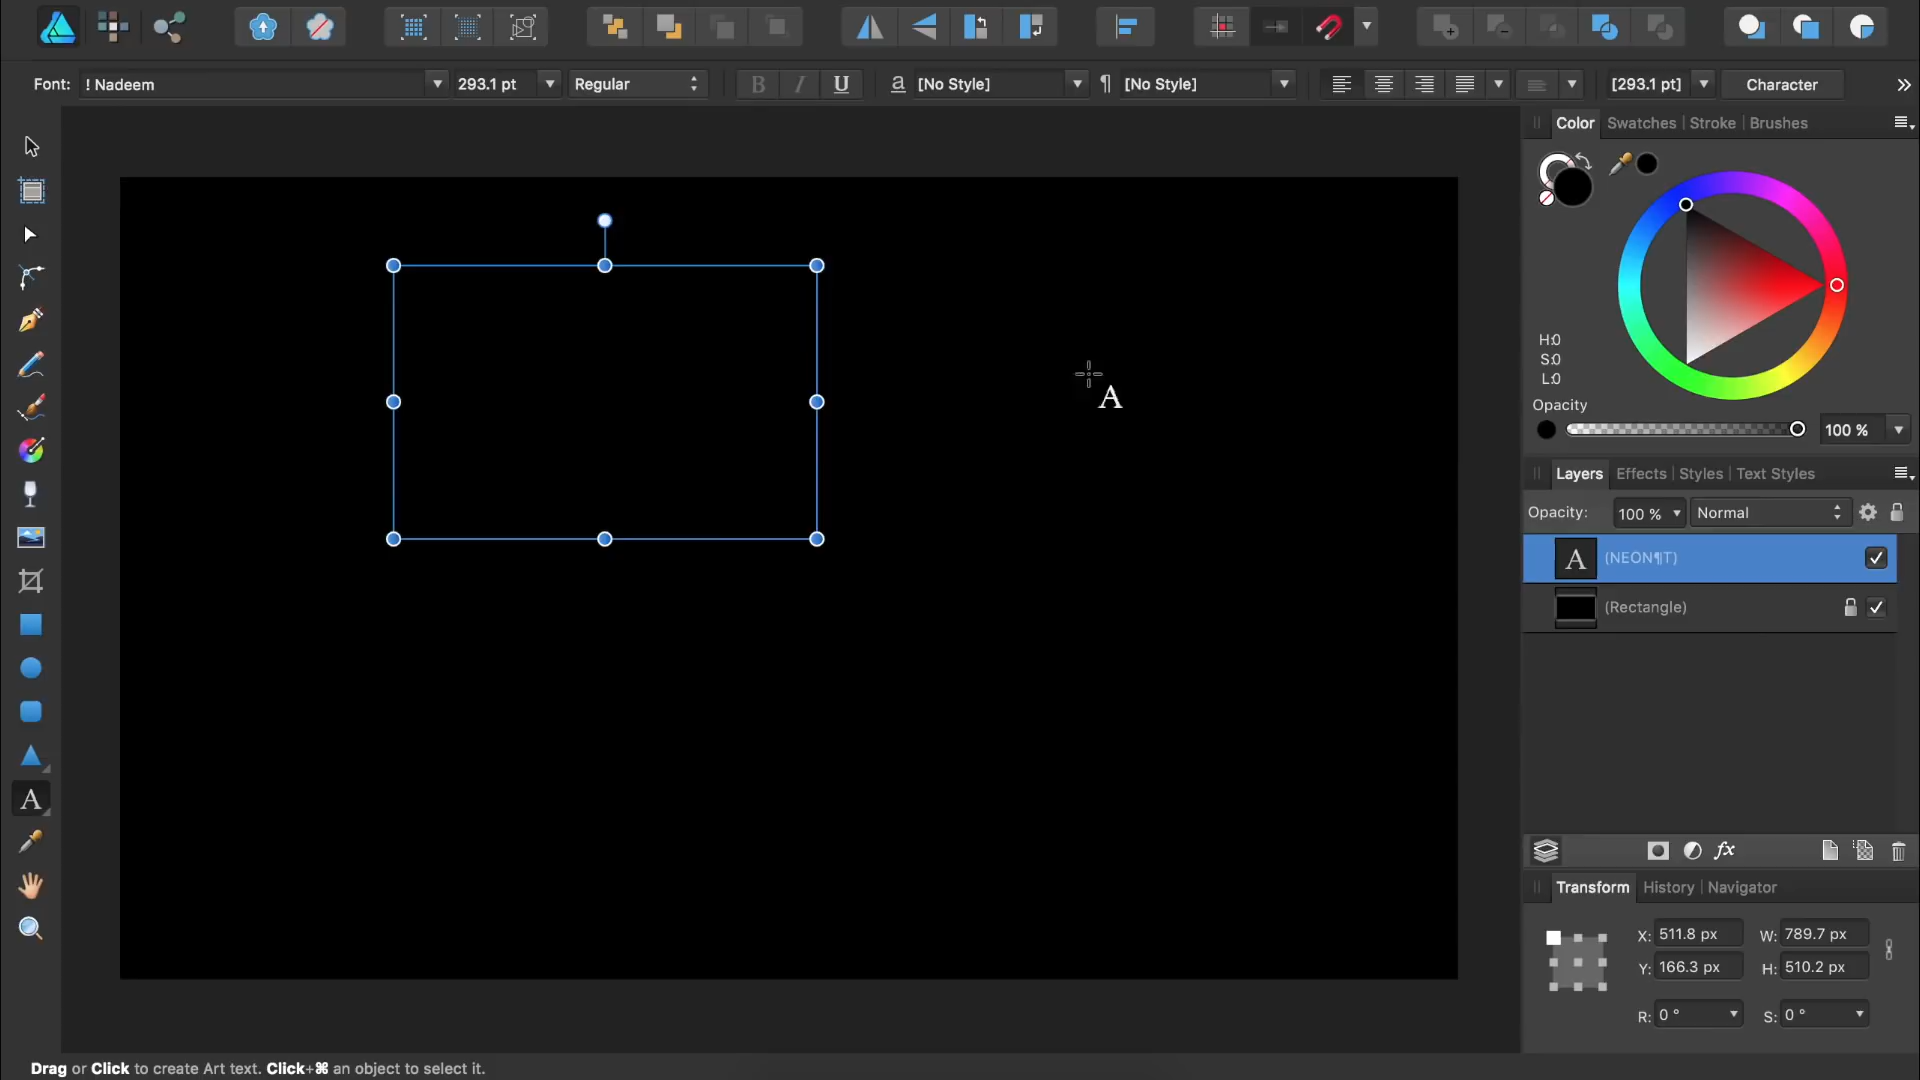 Font: ! Nadeem 293.1 pt Regular B I U a [No Style] ¶ [No Style] [293.1 pt] Character
Color Swatches Stroke Brushes
H:0
S:0
L:0
Opacity
100 %
Layers Effects Styles Text Styles
Opacity: 100 % Normal
A (NEON¶T)
(Rectangle)
fx
Transform History Navigator
X: 511.8 px W: 789.7 px
Y: 166.3 px H: 510.2 px
R: 0 ° S: 0 °
A
A
Drag or Click to create Art text. Click+⌘ an object to select it.